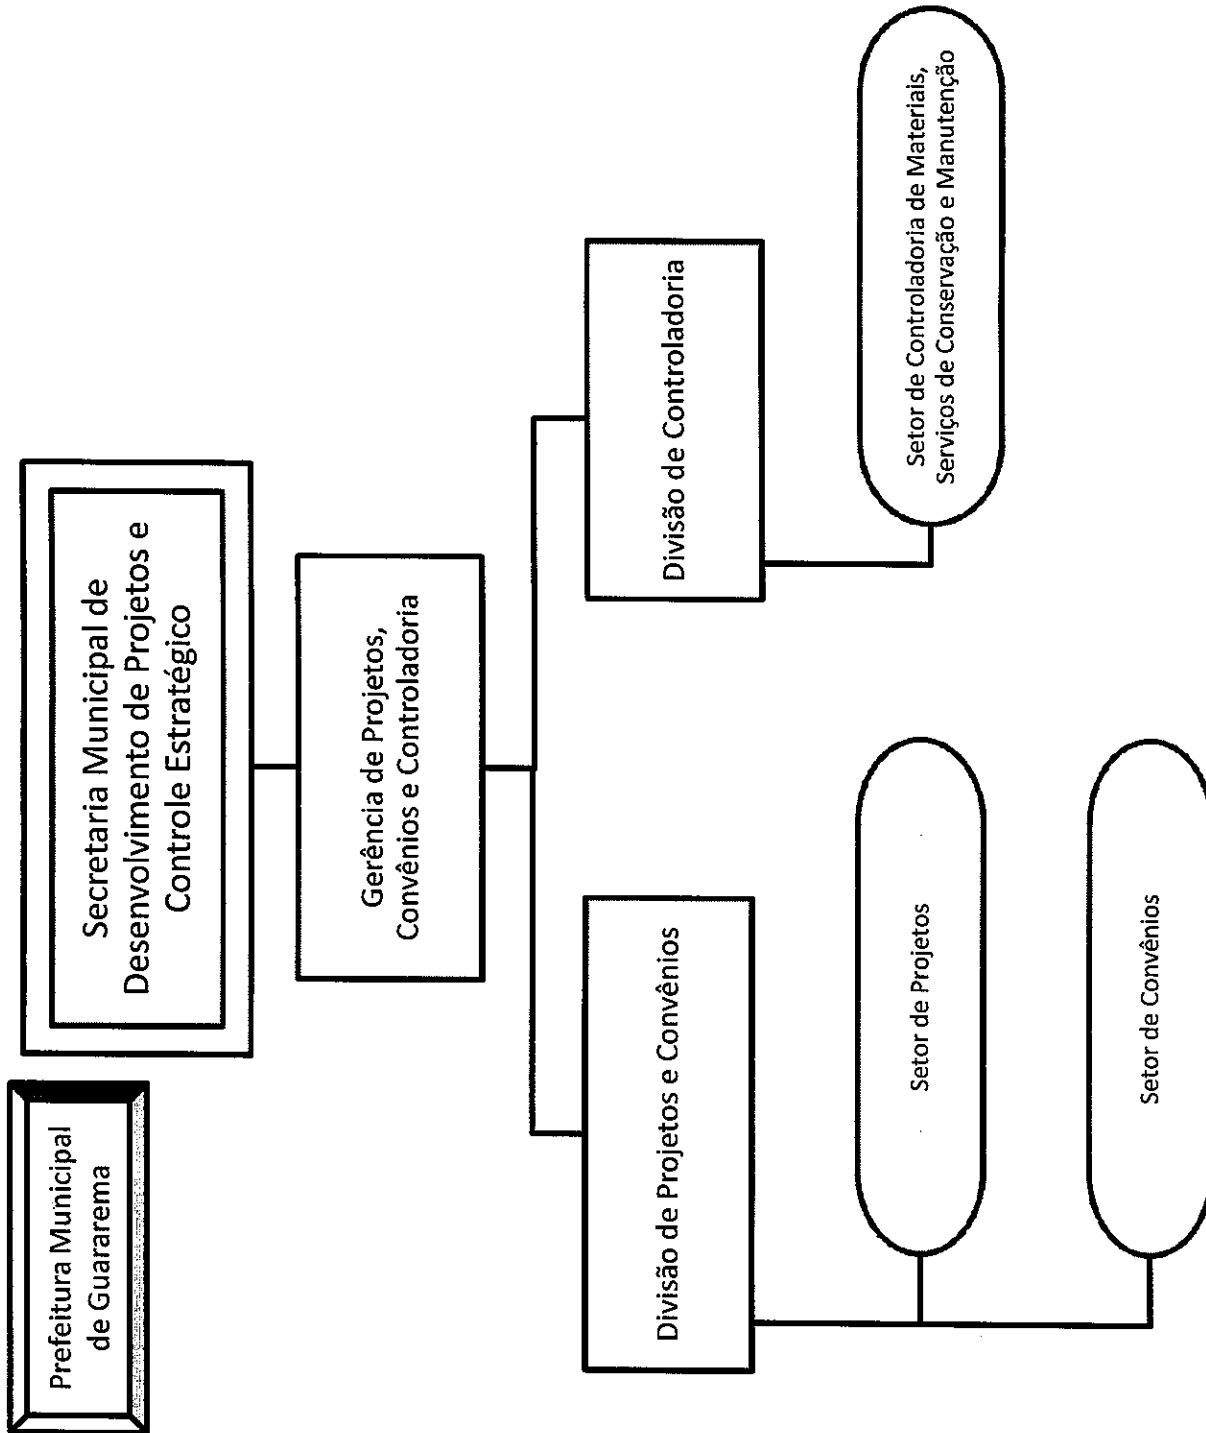 Prefeitura Municipal
de Guararema
Secretaria Municipal de
Desenvolvimento de Projetos e
Controle Estratégico
Gerência de Projetos,
Convênios e Controladoria
Divisão de Projetos e Convênios
Divisão de Controladoria
Setor de Projetos
Setor de Convênios
Setor de Controladoria de Materiais,
Serviços de Conservação e Manutenção